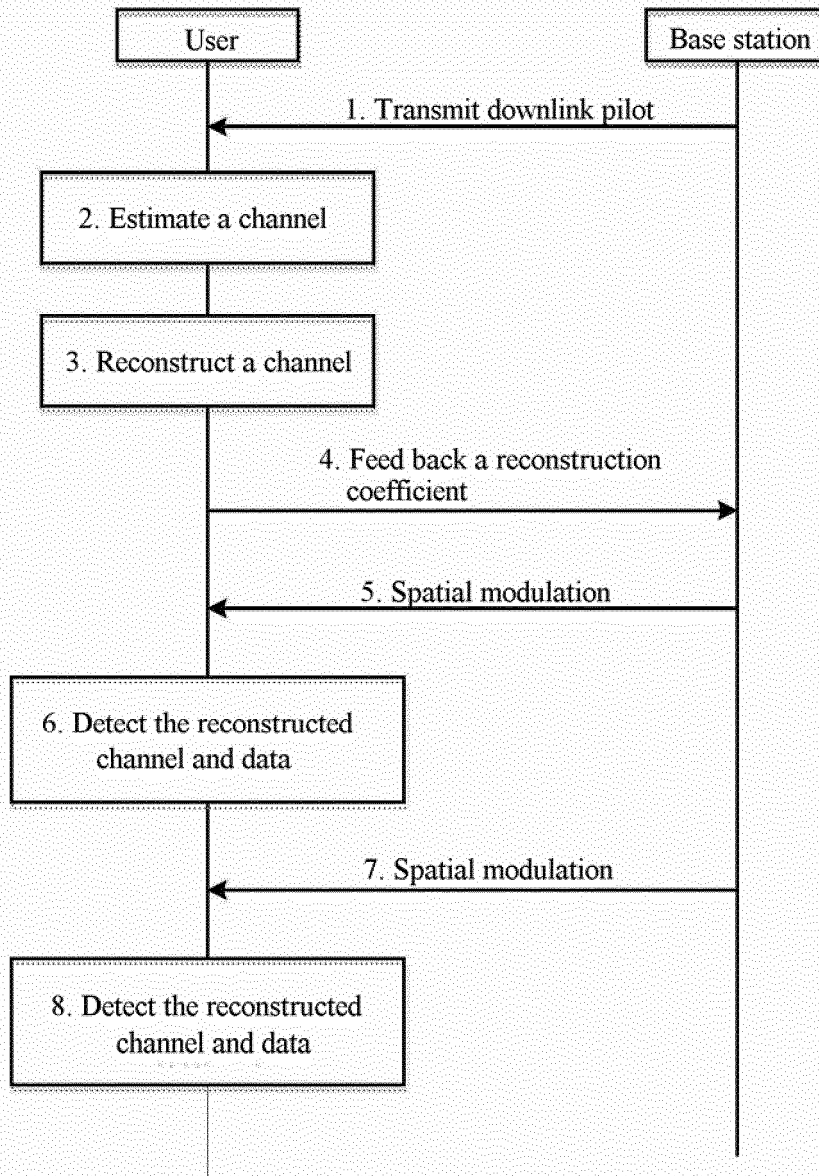 User
Base station
1. Transmit downlink pilot
2. Estimate a channel
3. Reconstruct a channel
4. Feed back a reconstruction
coefficient
5. Spatial modulation
6. Detect the reconstructed
channel and data
7. Spatial modulation
8. Detect the reconstructed
channel and data